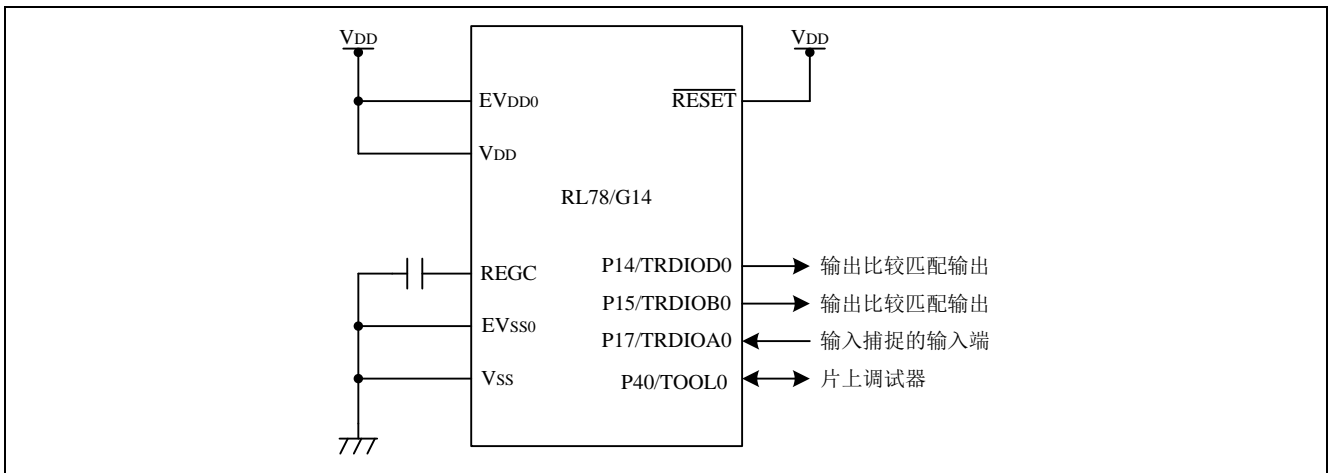 VDD
VDD
EVDD0
RESET
VDD
RL78/G14
REGC
P14/TRDIOD0
输出比较匹配输出
P15/TRDIOB0
输出比较匹配输出
EVSS0
P17/TRDIOA0
输入捕捉的输入端
VSS
P40/TOOL0
片上调试器